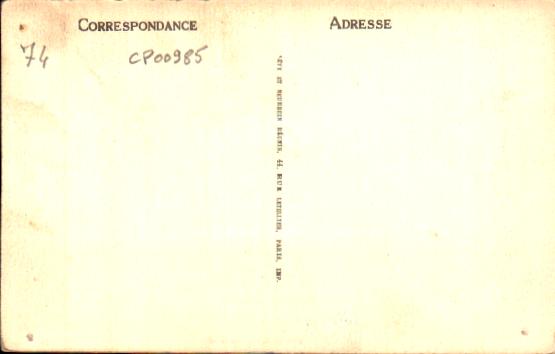 CORRESPONDANCE
ADRESSE
74
CP00985
ET NEURDEIN RÉUNIS, 44, RUE LETELLIER, PARIS, IMP.